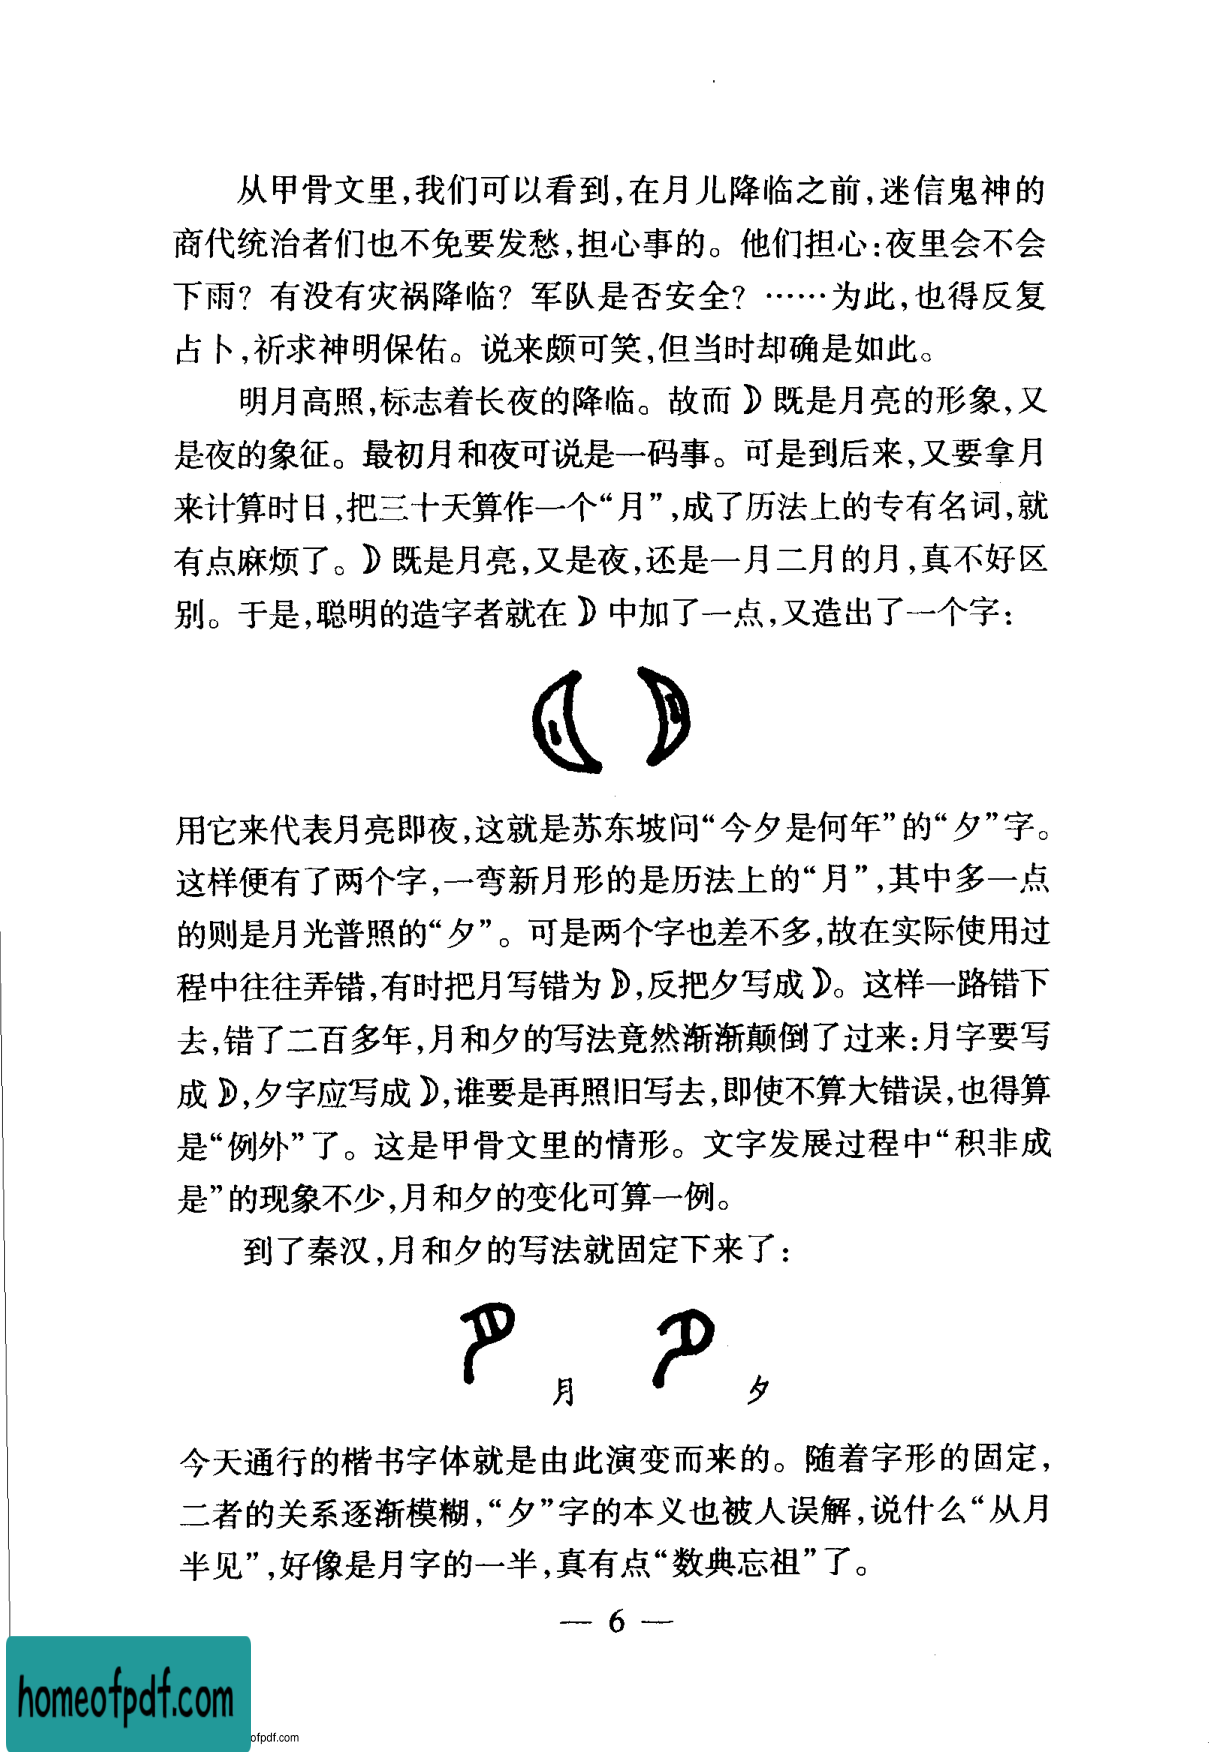 从甲骨文里,我们可以看到,在月儿降临之前,迷信鬼神的
商代统治者们也不免要发愁,担心事的。他们担心:夜里会不会
下雨?有没有灾祸降临?军队是否安全?……为此,也得反复
占卜,祈求神明保佑。说来颇可笑,但当时却确是如此。
明月高照,标志着长夜的降临。故而 既是月亮的形象,又
是夜的象征。最初月和夜可说是一码事。可是到后来,又要拿月
来计算时日,把三十天算作一个“月”,成了历法上的专有名词,就
有点麻烦了。 既是月亮,又是夜,还是一月二月的月,真不好区
别。于是,聪明的造字者就在 中加了一点,又造出了一个字:
用它来代表月亮即夜,这就是苏东坡问“今夕是何年”的“夕”字。
这样便有了两个字,一弯新月形的是历法上的“月”,其中多一点
的则是月光普照的“夕”。可是两个字也差不多,故在实际使用过
程中往往弄错,有时把月写错为 ,反把夕写成 。这样一路错下
去,错了二百多年,月和夕的写法竟然渐渐颠倒了过来:月字要写
成 ,夕字应写成 ,谁要是再照旧写去,即使不算大错误,也得算
是“例外”了。这是甲骨文里的情形。文字发展过程中“积非成
是”的现象不少,月和夕的变化可算一例。
到了秦汉,月和夕的写法就固定下来了:
月 夕
今天通行的楷书字体就是由此演变而来的。随着字形的固定,
二者的关系逐渐模糊,“夕”字的本义也被人误解,说什么“从月
半见”,好像是月字的一半,真有点“数典忘祖”了。
— 6 —
homeofpdf.com
ofpdf.com